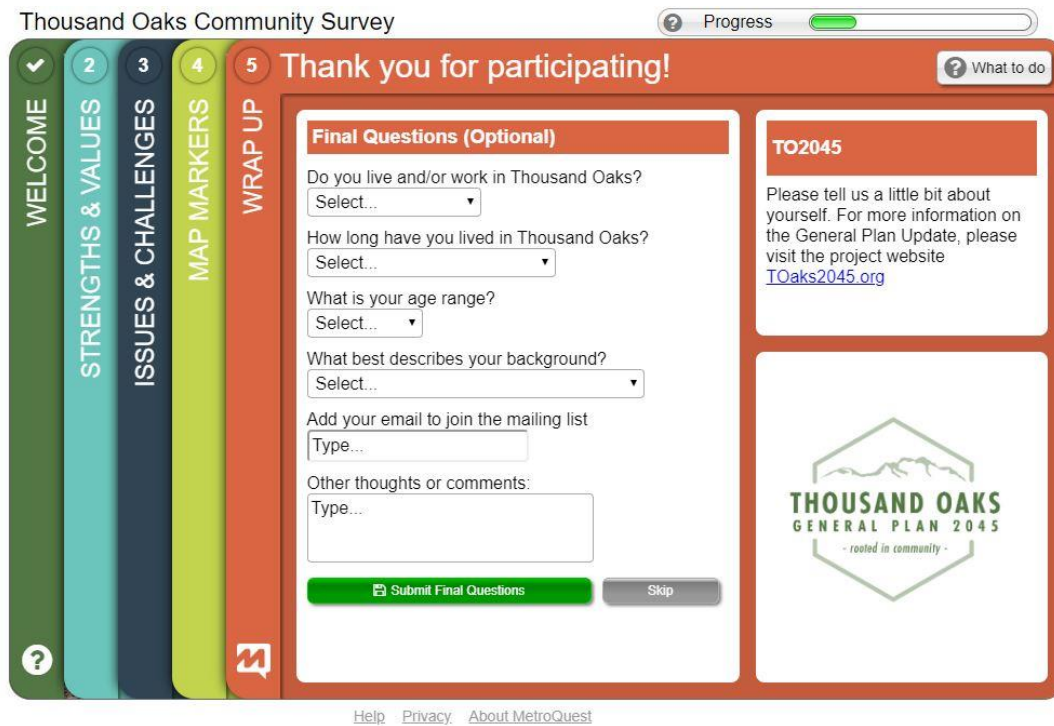 Thousand Oaks Community Survey
Progress
WELCOME
2
STRENGTHS & VALUES
3
ISSUES & CHALLENGES
4
MAP MARKERS
5
WRAP UP
Thank you for participating!
What to do
Final Questions (Optional)
Do you live and/or work in Thousand Oaks?
Select...
How long have you lived in Thousand Oaks?
Select...
What is your age range?
Select...
What best describes your background?
Select...
Add your email to join the mailing list
Type...
Other thoughts or comments:
Type...
Submit Final Questions
Skip
TO2045
Please tell us a little bit about
yourself. For more information on
the General Plan Update, please
visit the project website
TOaks2045.org
THOUSAND OAKS
GENERAL PLAN 2045
- rooted in community -
Help Privacy About MetroQuest